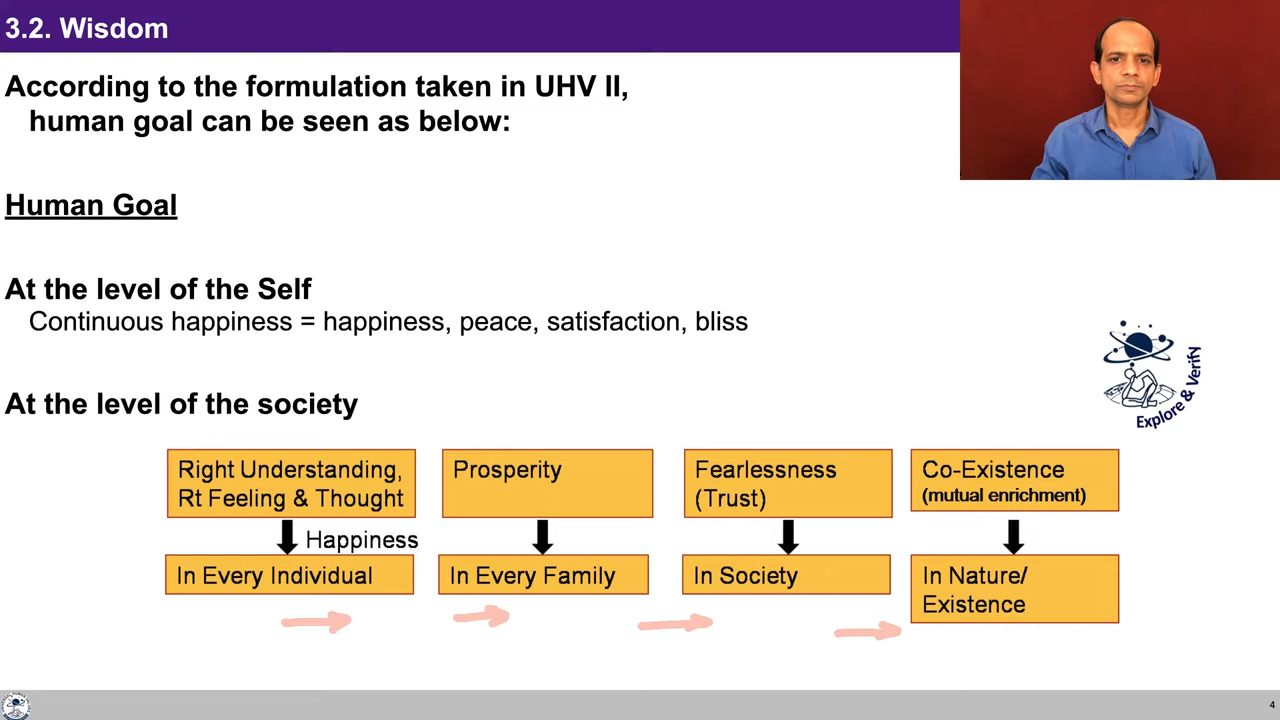 3.2. Wisdom
According to the formulation taken in UHV II,
human goal can be seen as below:
Human Goal
At the level of the Self
Continuous happiness = happiness, peace, satisfaction, bliss
Explore & Verify
At the level of the society
Right Understanding,
Rt Feeling & Thought
Happiness
In Every Individual
Prosperity
In Every Family
Fearlessness
(Trust)
In Society
Co-Existence
(mutual enrichment)
In Nature/
Existence
4